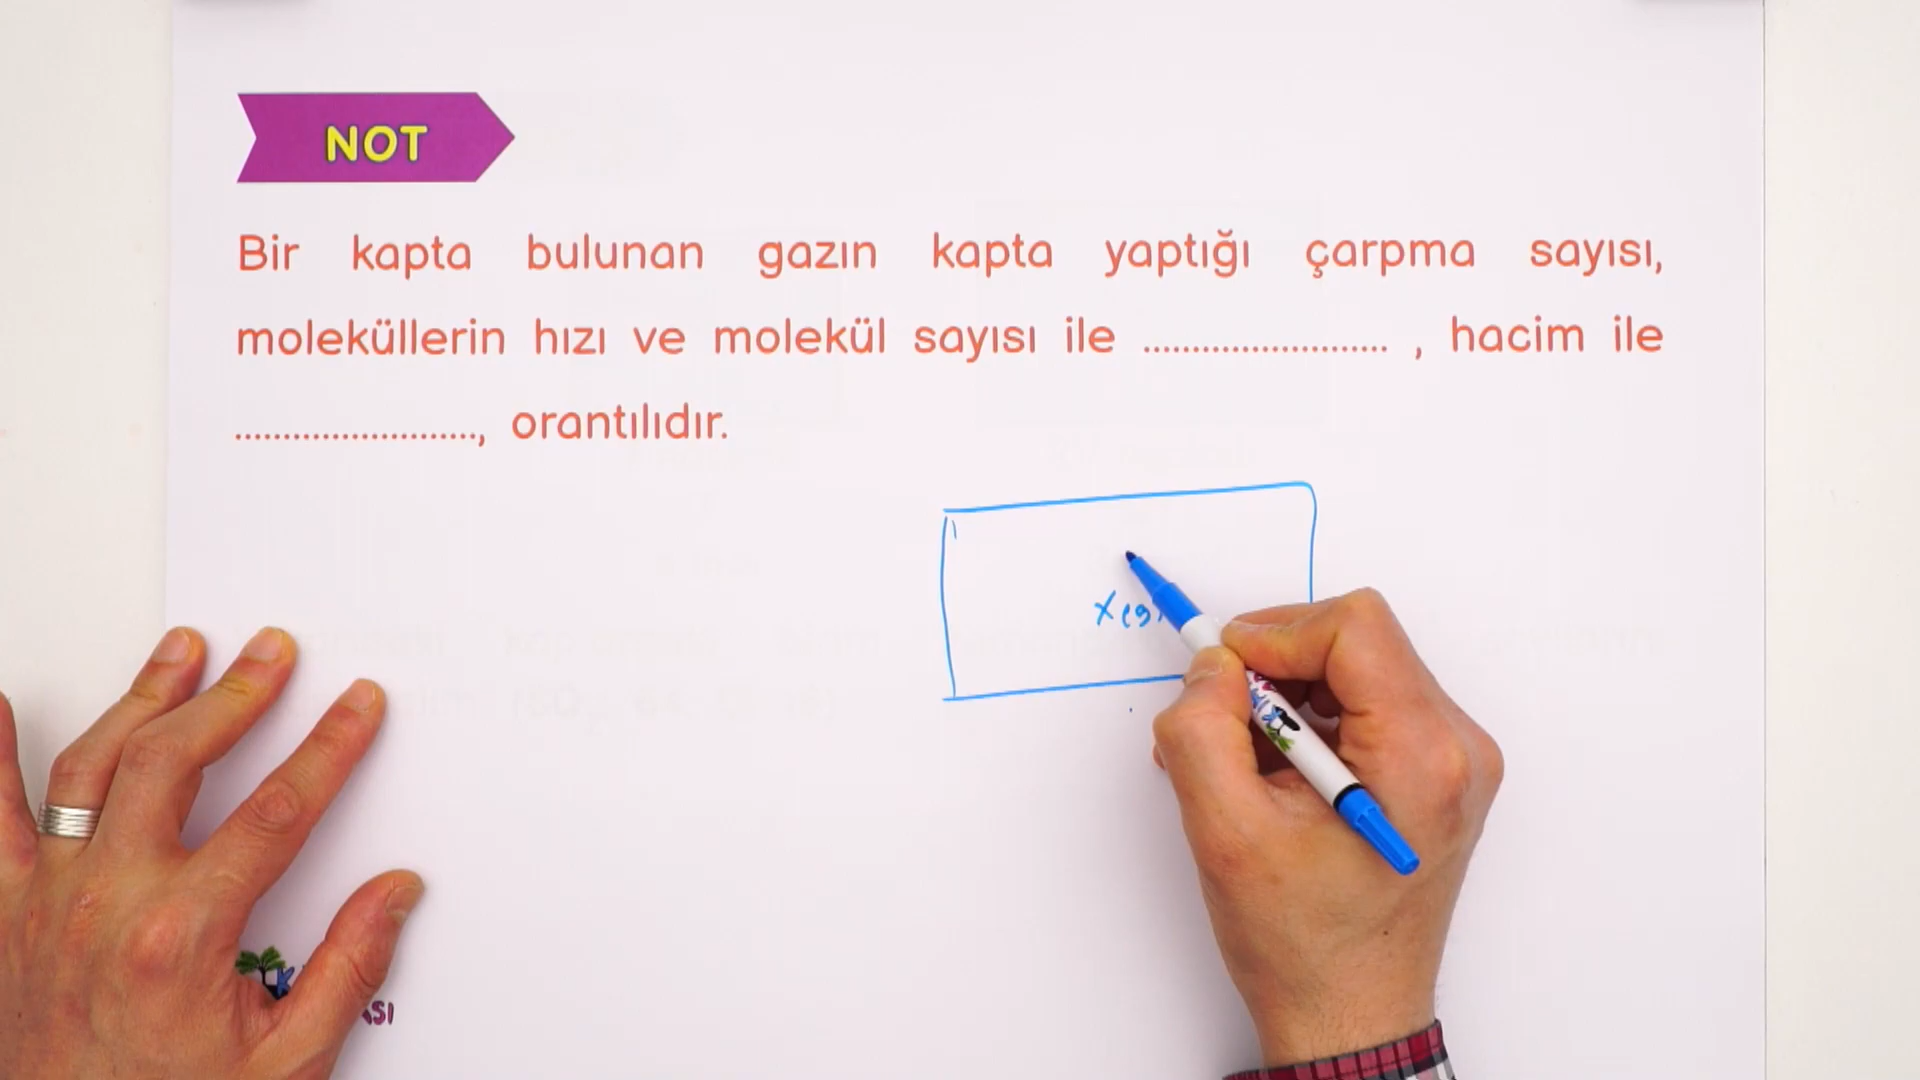 NOT
Bir kapta bulunan gazın kapta yaptığı çarpma sayısı,
moleküllerin hızı ve molekül sayısı ile ......................... , hacim ile
........................., orantılıdır.